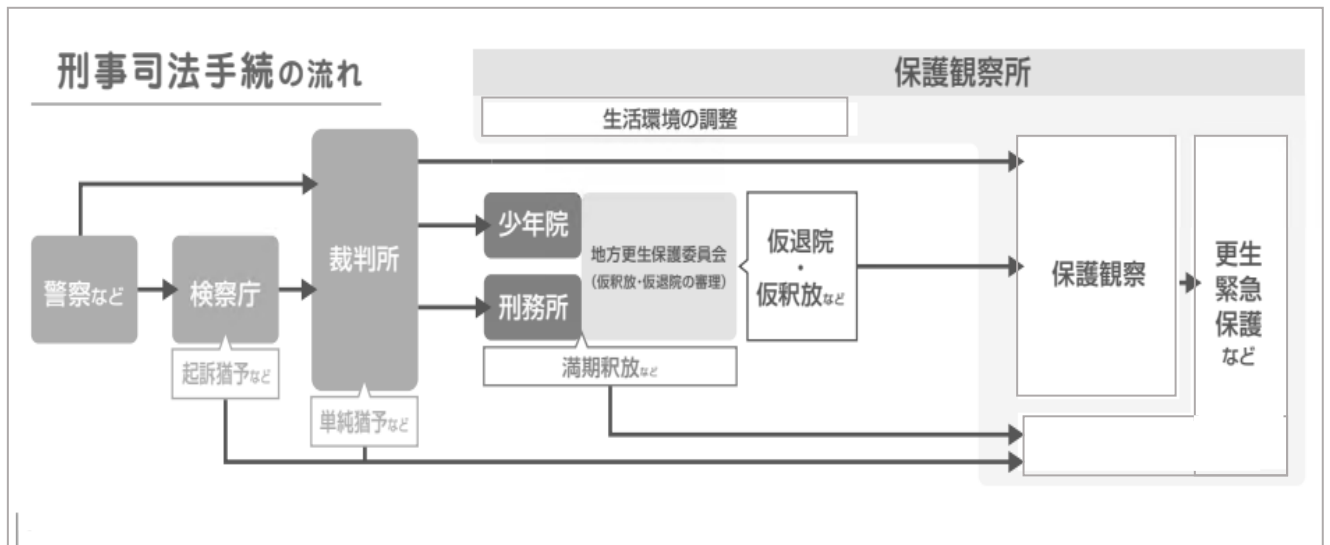 刑事司法手続の流れ
保護観察所
生活環境の調整
警察など
検察庁
起訴猶予など
裁判所
単純猶予など
少年院
刑務所
地方更生保護委員会
(仮釈放・仮退院の審理)
満期釈放など
仮退院
・
仮釈放など
保護観察
更生
緊急
保護
など